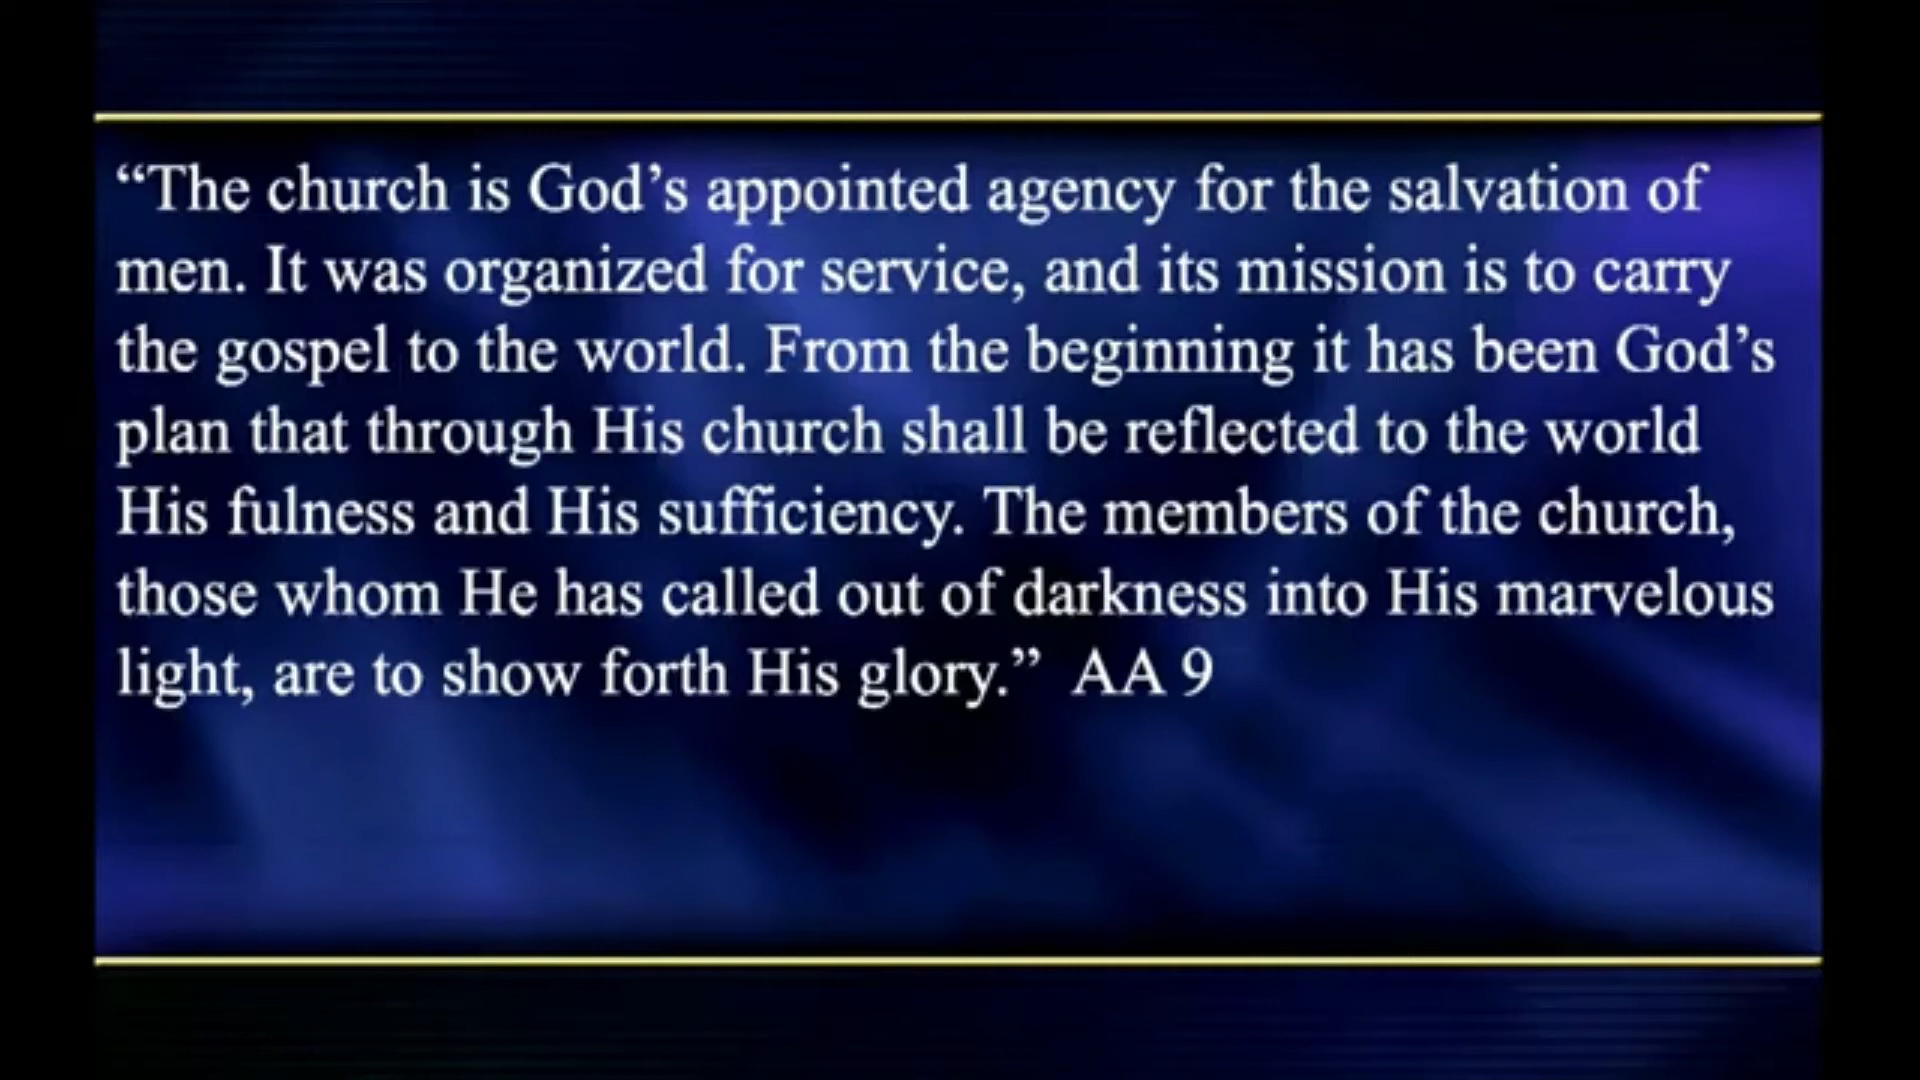 “The church is God’s appointed agency for the salvation of
men. It was organized for service, and its mission is to carry
the gospel to the world. From the beginning it has been God’s
plan that through His church shall be reflected to the world
His fulness and His sufficiency. The members of the church,
those whom He has called out of darkness into His marvelous
light, are to show forth His glory.”  AA 9